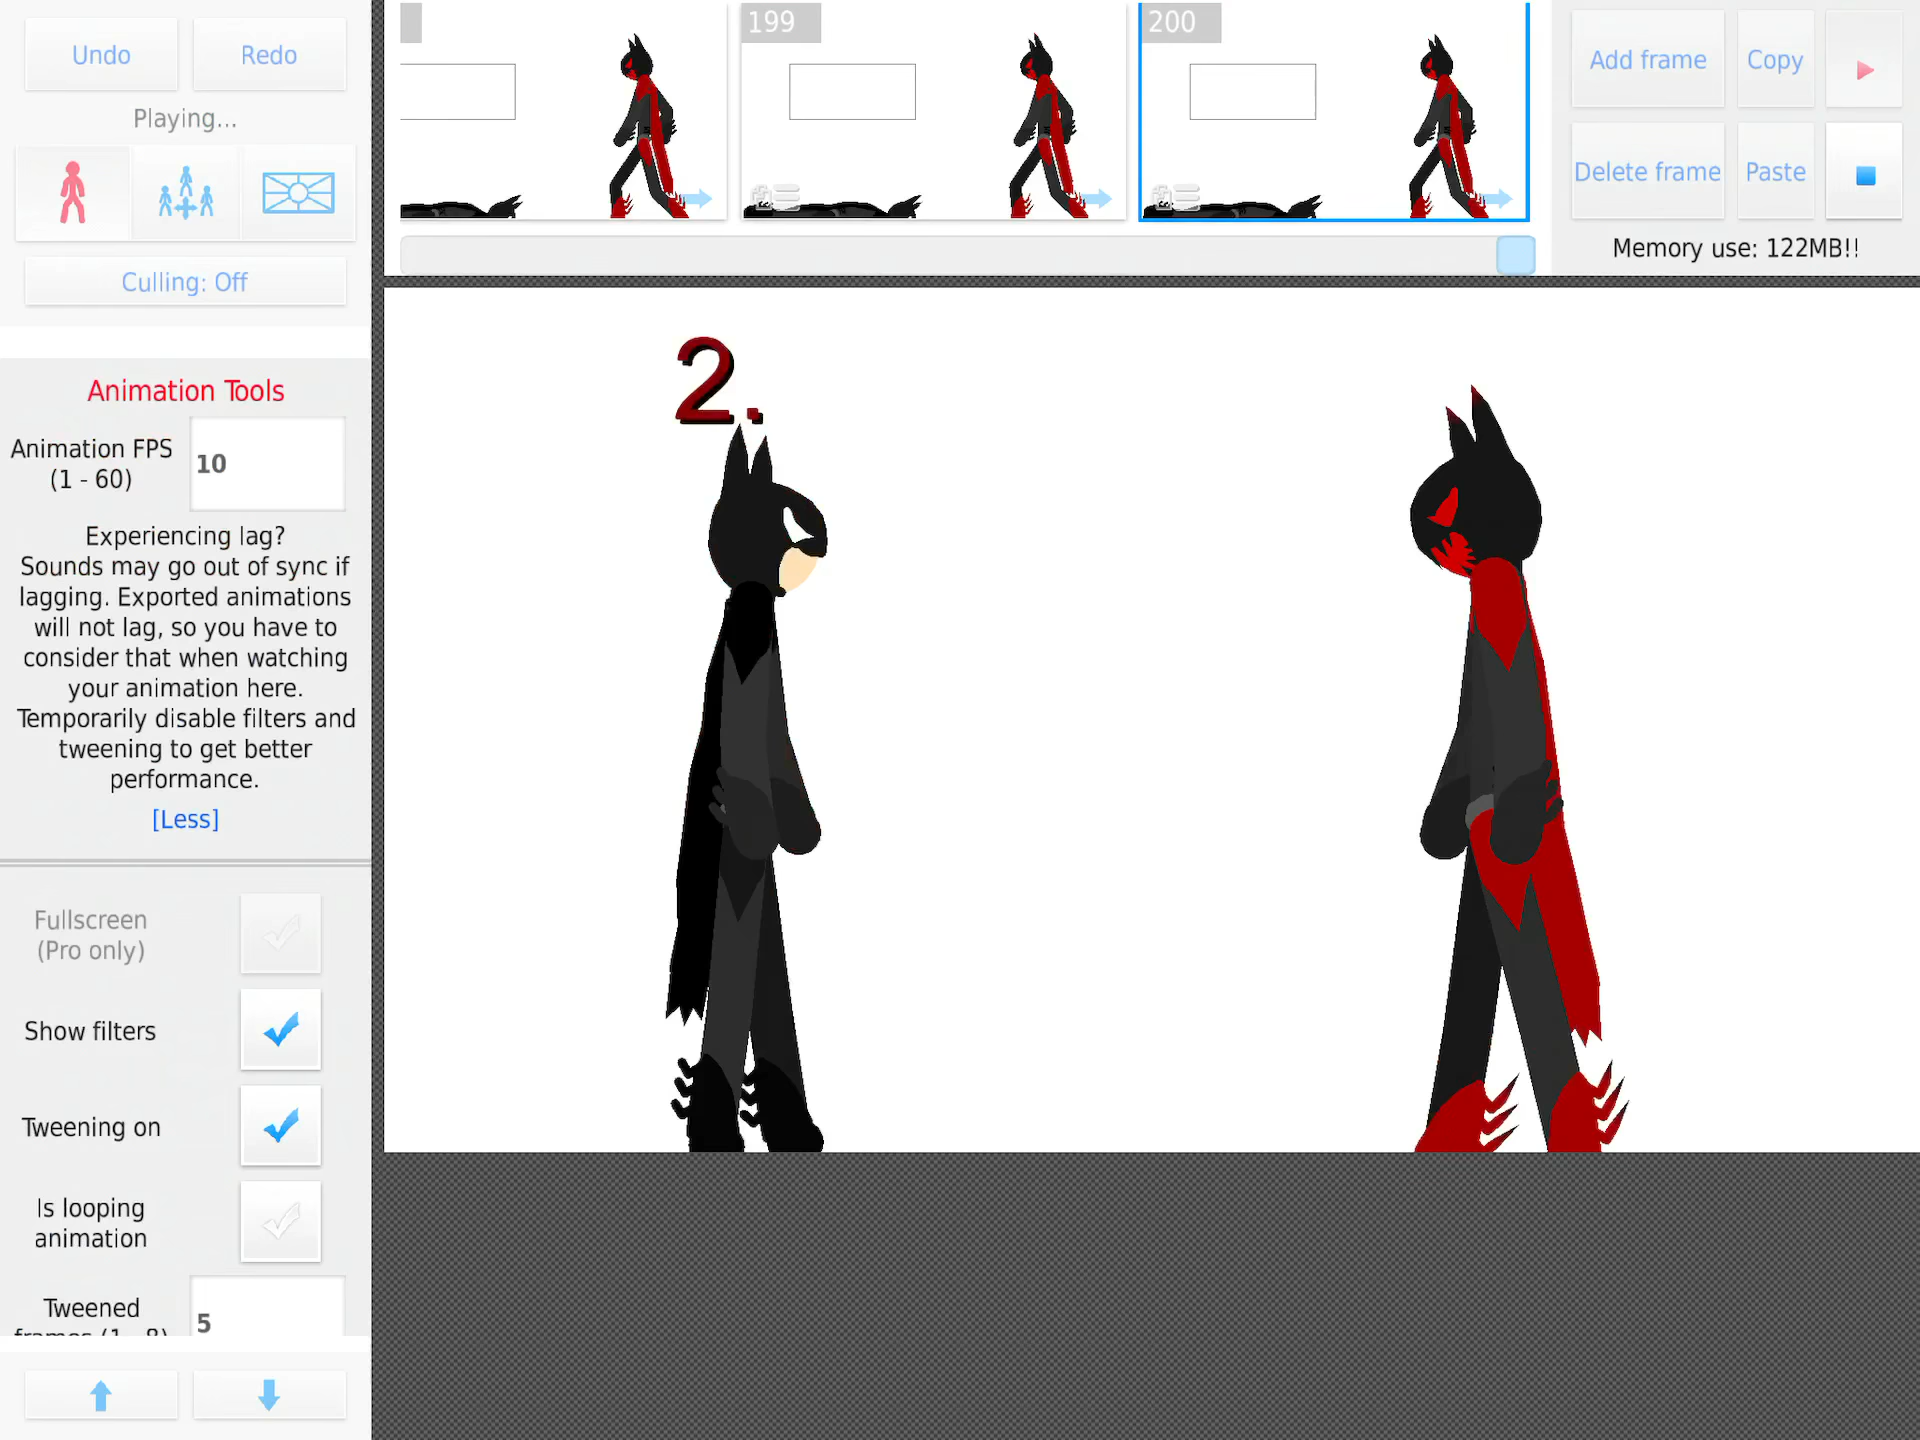 Undo
Redo
Playing...
Culling: Off
Animation Tools
Animation FPS
(1 - 60)
10
Experiencing lag?
Sounds may go out of sync if
lagging. Exported animations
will not lag, so you have to
consider that when watching
your animation here.
Temporarily disable filters and
tweening to get better
performance.
[Less]
Fullscreen
(Pro only)
Show filters
Tweening on
Is looping
animation
Tweened
frames (1 - 8)
5
199
200
Add frame
Copy
Delete frame
Paste
Memory use: 122MB!!
2.